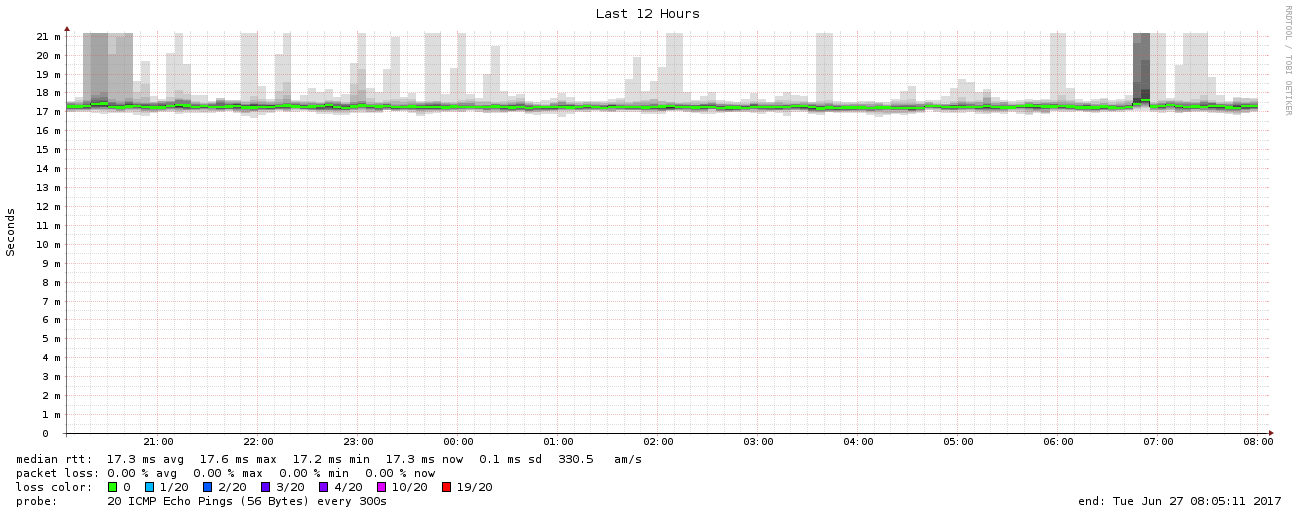 Last 12 Hours
RRDTOOL / TOBI OETIKER
Seconds
21 m
20 m
19 m
18 m
17 m
16 m
15 m
14 m
13 m
12 m
11 m
10 m
9 m
8 m
7 m
6 m
5 m
4 m
3 m
2 m
1 m
0
21:00 22:00 23:00 00:00 01:00 02:00 03:00 04:00 05:00 06:00 07:00 08:00
median rtt: 17.3 ms avg 17.6 ms max 17.2 ms min 17.3 ms now 0.1 ms sd 330.5 am/s
packet loss: 0.00 % avg 0.00 % max 0.00 % min 0.00 % now
loss color: 0 1/20 2/20 3/20 4/20 10/20 19/20
probe: 20 ICMP Echo Pings (56 Bytes) every 300s end: Tue Jun 27 08:05:11 2017